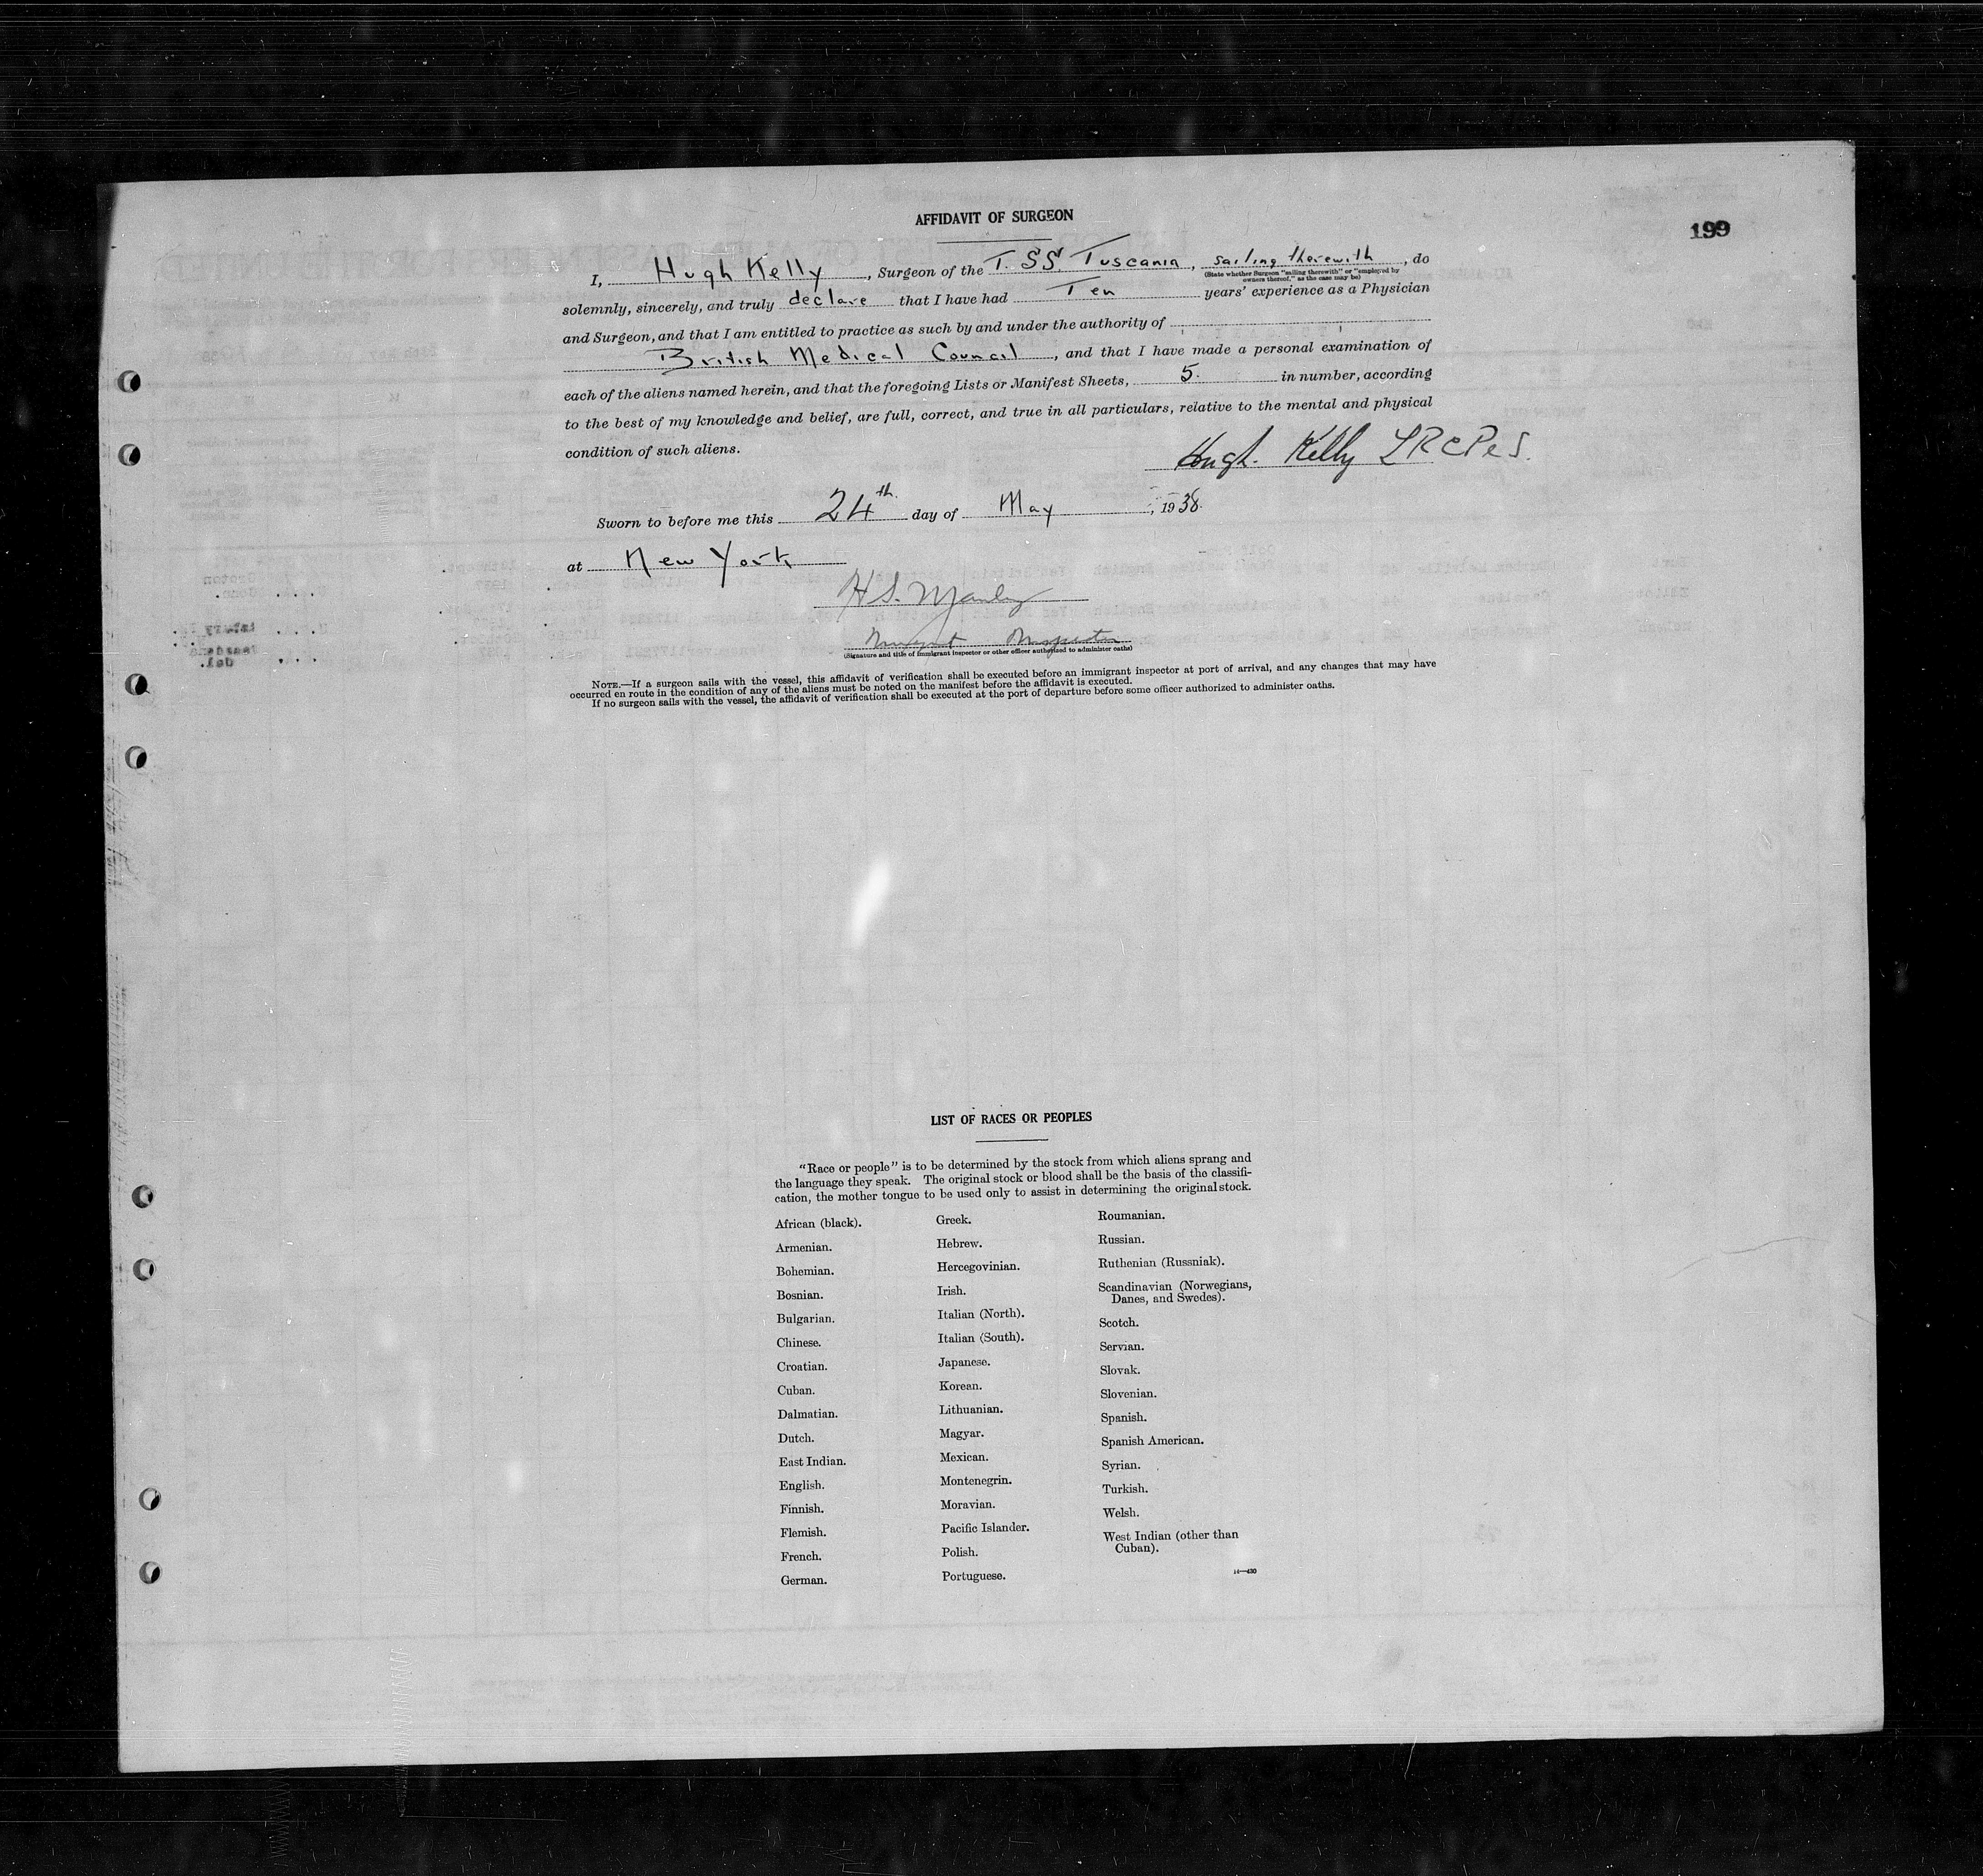 199
AFFIDAVIT OF SURGEON
I, Hugh Kelly, Surgeon of the T. SS. Tuscania, sailing therewith, do
(State whether Surgeon "sailing therewith" or "employed by
owners thereof," as the case may be)
solemnly, sincerely, and truly declare that I have had Ten years' experience as a Physician
and Surgeon, and that I am entitled to practice as such by and under the authority of
British Medical Council, and that I have made a personal examination of
each of the aliens named herein, and that the foregoing Lists or Manifest Sheets, 5. in number, according
to the best of my knowledge and belief, are full, correct, and true in all particulars, relative to the mental and physical
condition of such aliens.
Hugh Kelly LRCPeS.
Sworn to before me this 24th day of May, 1938
at New York
H S. Manley
Immigrant Inspector
(Signature and title of immigrant inspector or other officer authorized to administer oaths)
NOTE.—If a surgeon sails with the vessel, this affidavit of verification shall be executed before an immigrant inspector at port of arrival, and any changes that may have
occurred en route in the condition of any of the aliens must be noted on the manifest before the affidavit is executed.
If no surgeon sails with the vessel, the affidavit of verification shall be executed at the port of departure before some officer authorized to administer oaths.
LIST OF RACES OR PEOPLES
"Race or people" is to be determined by the stock from which aliens sprang and
the language they speak. The original stock or blood shall be the basis of the classifi-
cation, the mother tongue to be used only to assist in determining the original stock.
African (black).
Armenian.
Bohemian.
Bosnian.
Bulgarian.
Chinese.
Croatian.
Cuban.
Dalmatian.
Dutch.
East Indian.
English.
Finnish.
Flemish.
French.
German.
Greek.
Hebrew.
Hercegovinian.
Irish.
Italian (North).
Italian (South).
Japanese.
Korean.
Lithuanian.
Magyar.
Mexican.
Montenegrin.
Moravian.
Pacific Islander.
Polish.
Portuguese.
Roumanian.
Russian.
Ruthenian (Russniak).
Scandinavian (Norwegians,
Danes, and Swedes).
Scotch.
Servian.
Slovak.
Slovenian.
Spanish.
Spanish American.
Syrian.
Turkish.
Welsh.
West Indian (other than
Cuban).
14—430